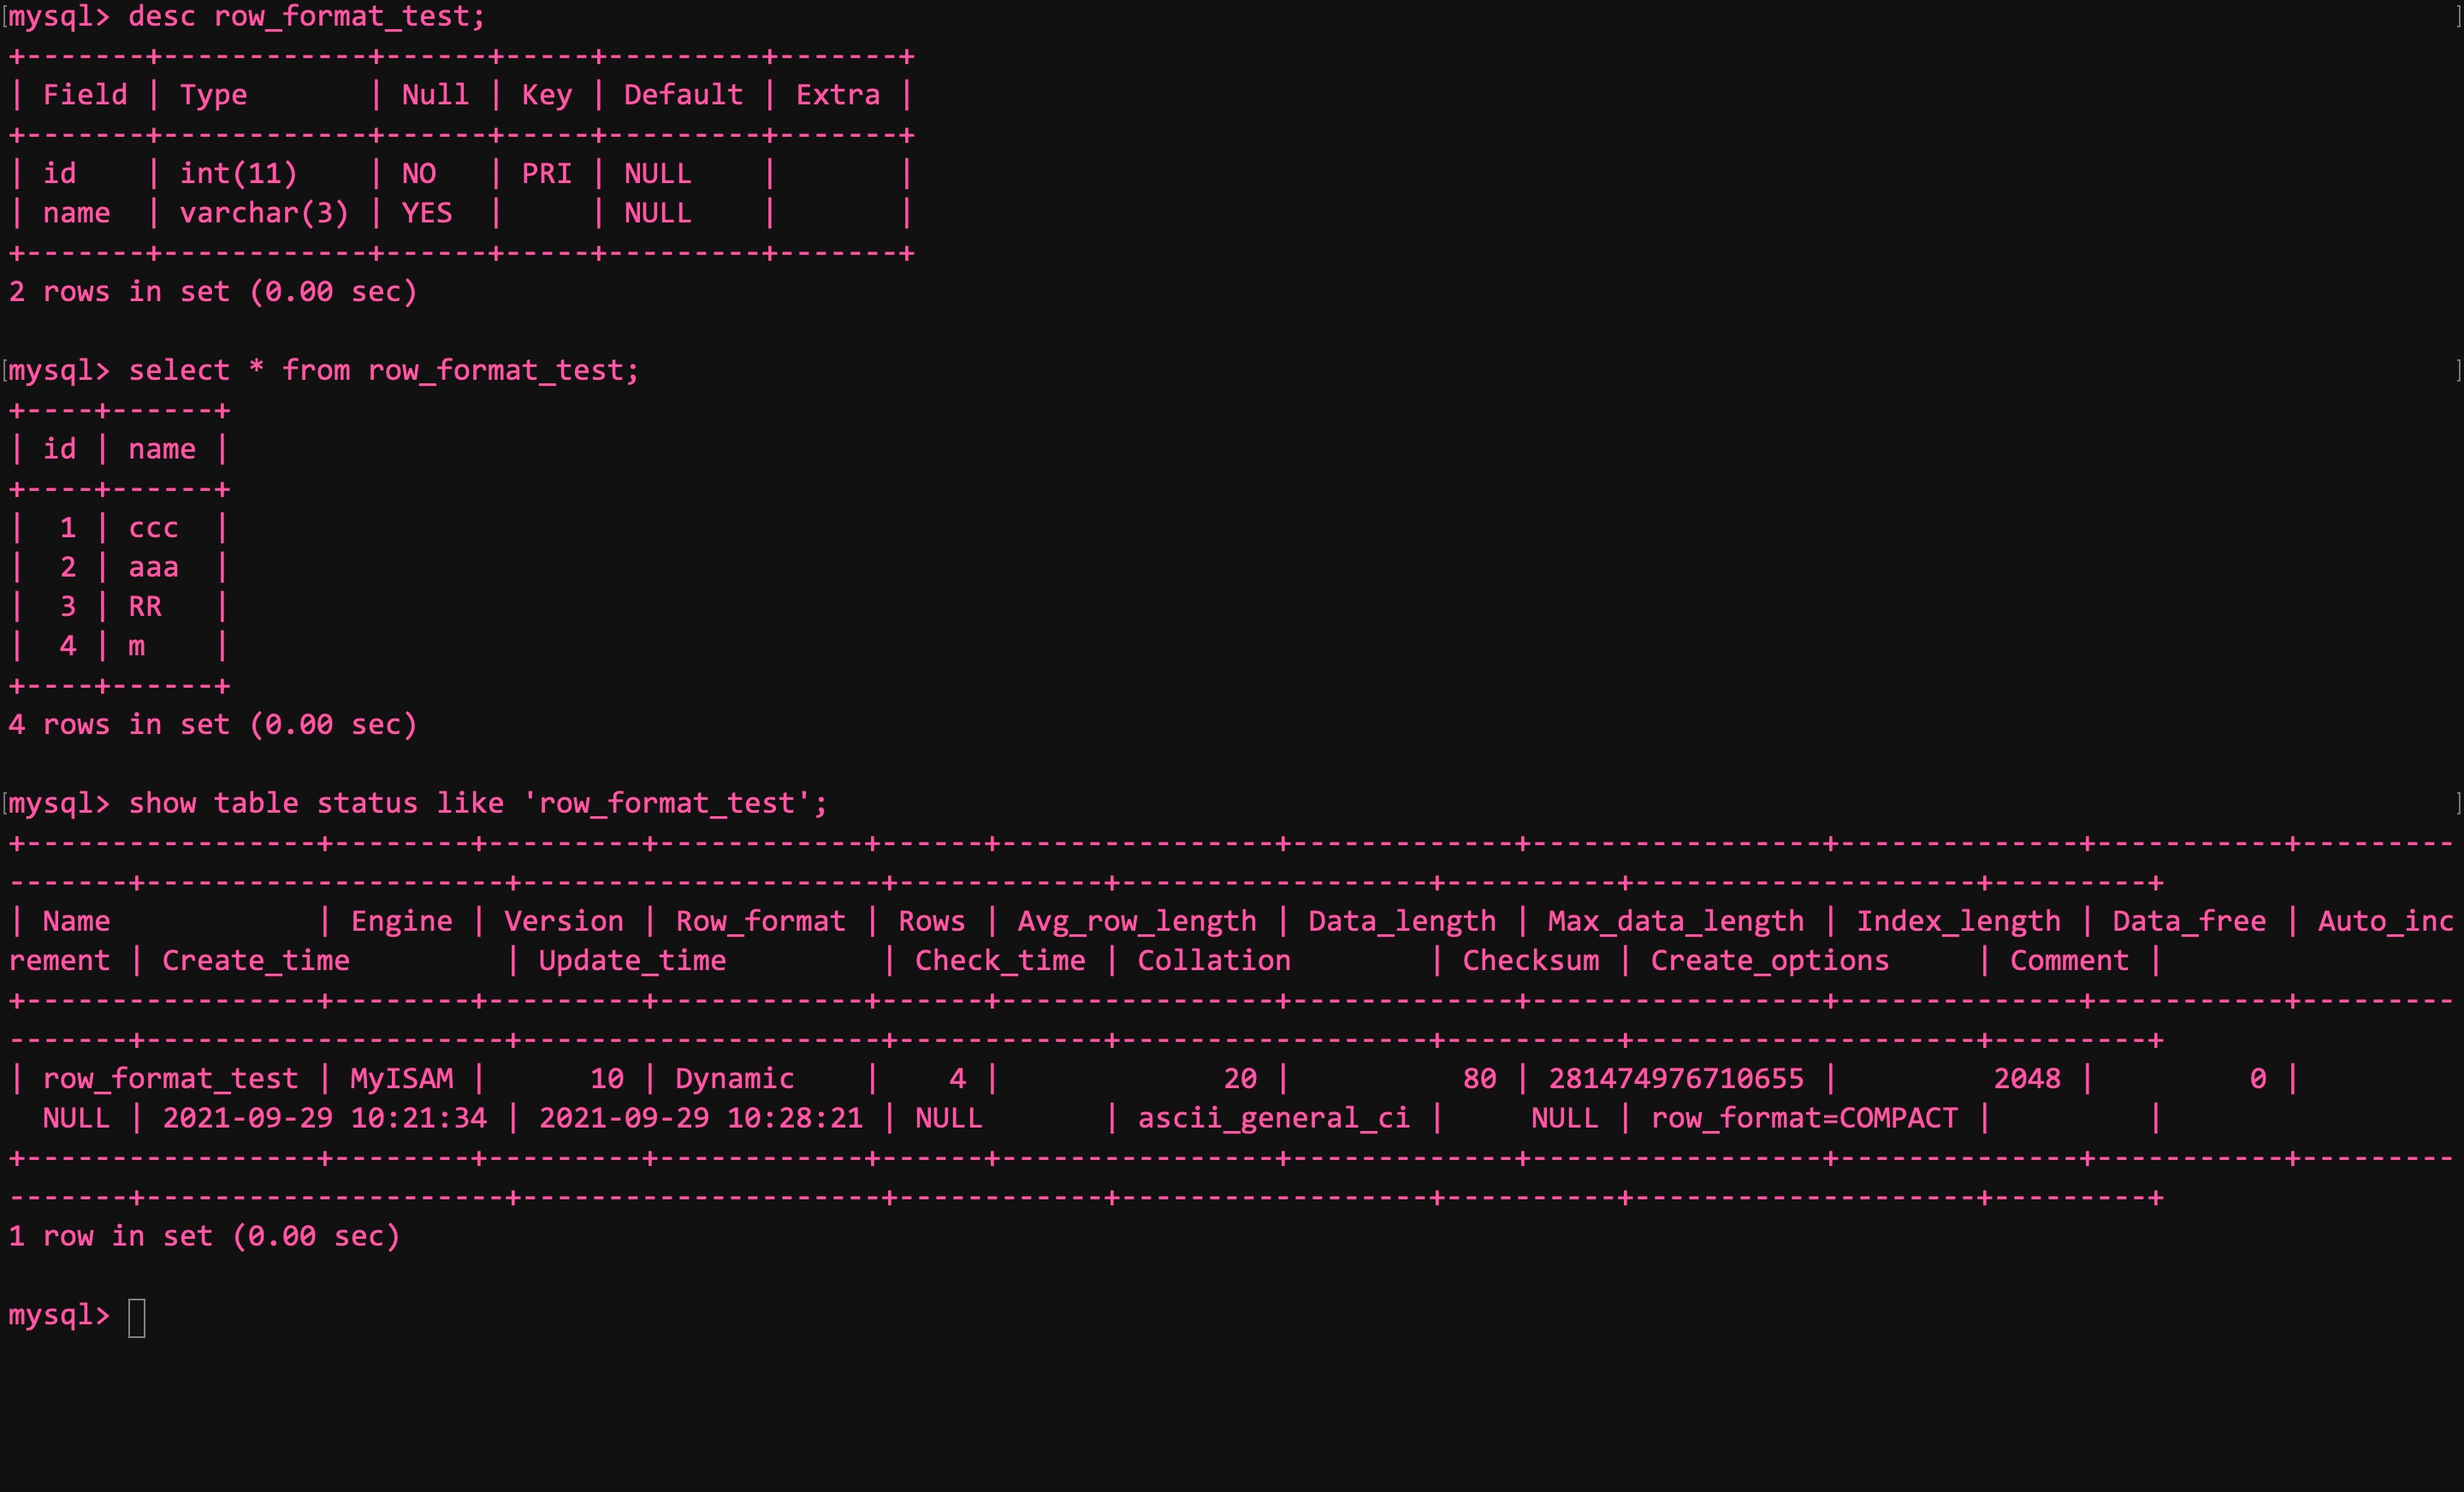 [mysql> desc row_format_test; ]
+-------+------------+------+-----+---------+-------+
| Field | Type       | Null | Key | Default | Extra |
+-------+------------+------+-----+---------+-------+
| id    | int(11)    | NO   | PRI | NULL    |       |
| name  | varchar(3) | YES  |     | NULL    |       |
+-------+------------+------+-----+---------+-------+
2 rows in set (0.00 sec)
[mysql> select * from row_format_test; ]
+----+------+
| id | name |
+----+------+
|  1 | ccc  |
|  2 | aaa  |
|  3 | RR   |
|  4 | m    |
+----+------+
4 rows in set (0.00 sec)
[mysql> show table status like 'row_format_test'; ]
+-----------------+--------+---------+------------+------+----------------+-------------+-----------------+--------------+-----------+---------
-------+---------------------+---------------------+------------+------------------+----------+--------------------+---------+
| Name            | Engine | Version | Row_format | Rows | Avg_row_length | Data_length | Max_data_length | Index_length | Data_free | Auto_inc
rement | Create_time         | Update_time         | Check_time | Collation        | Checksum | Create_options     | Comment |
+-----------------+--------+---------+------------+------+----------------+-------------+-----------------+--------------+-----------+---------
-------+---------------------+---------------------+------------+------------------+----------+--------------------+---------+
| row_format_test | MyISAM |      10 | Dynamic    |    4 |             20 |          80 | 281474976710655 |         2048 |         0 |
  NULL | 2021-09-29 10:21:34 | 2021-09-29 10:28:21 | NULL       | ascii_general_ci |     NULL | row_format=COMPACT |         |
+-----------------+--------+---------+------------+------+----------------+-------------+-----------------+--------------+-----------+---------
-------+---------------------+---------------------+------------+------------------+----------+--------------------+---------+
1 row in set (0.00 sec)
mysql>